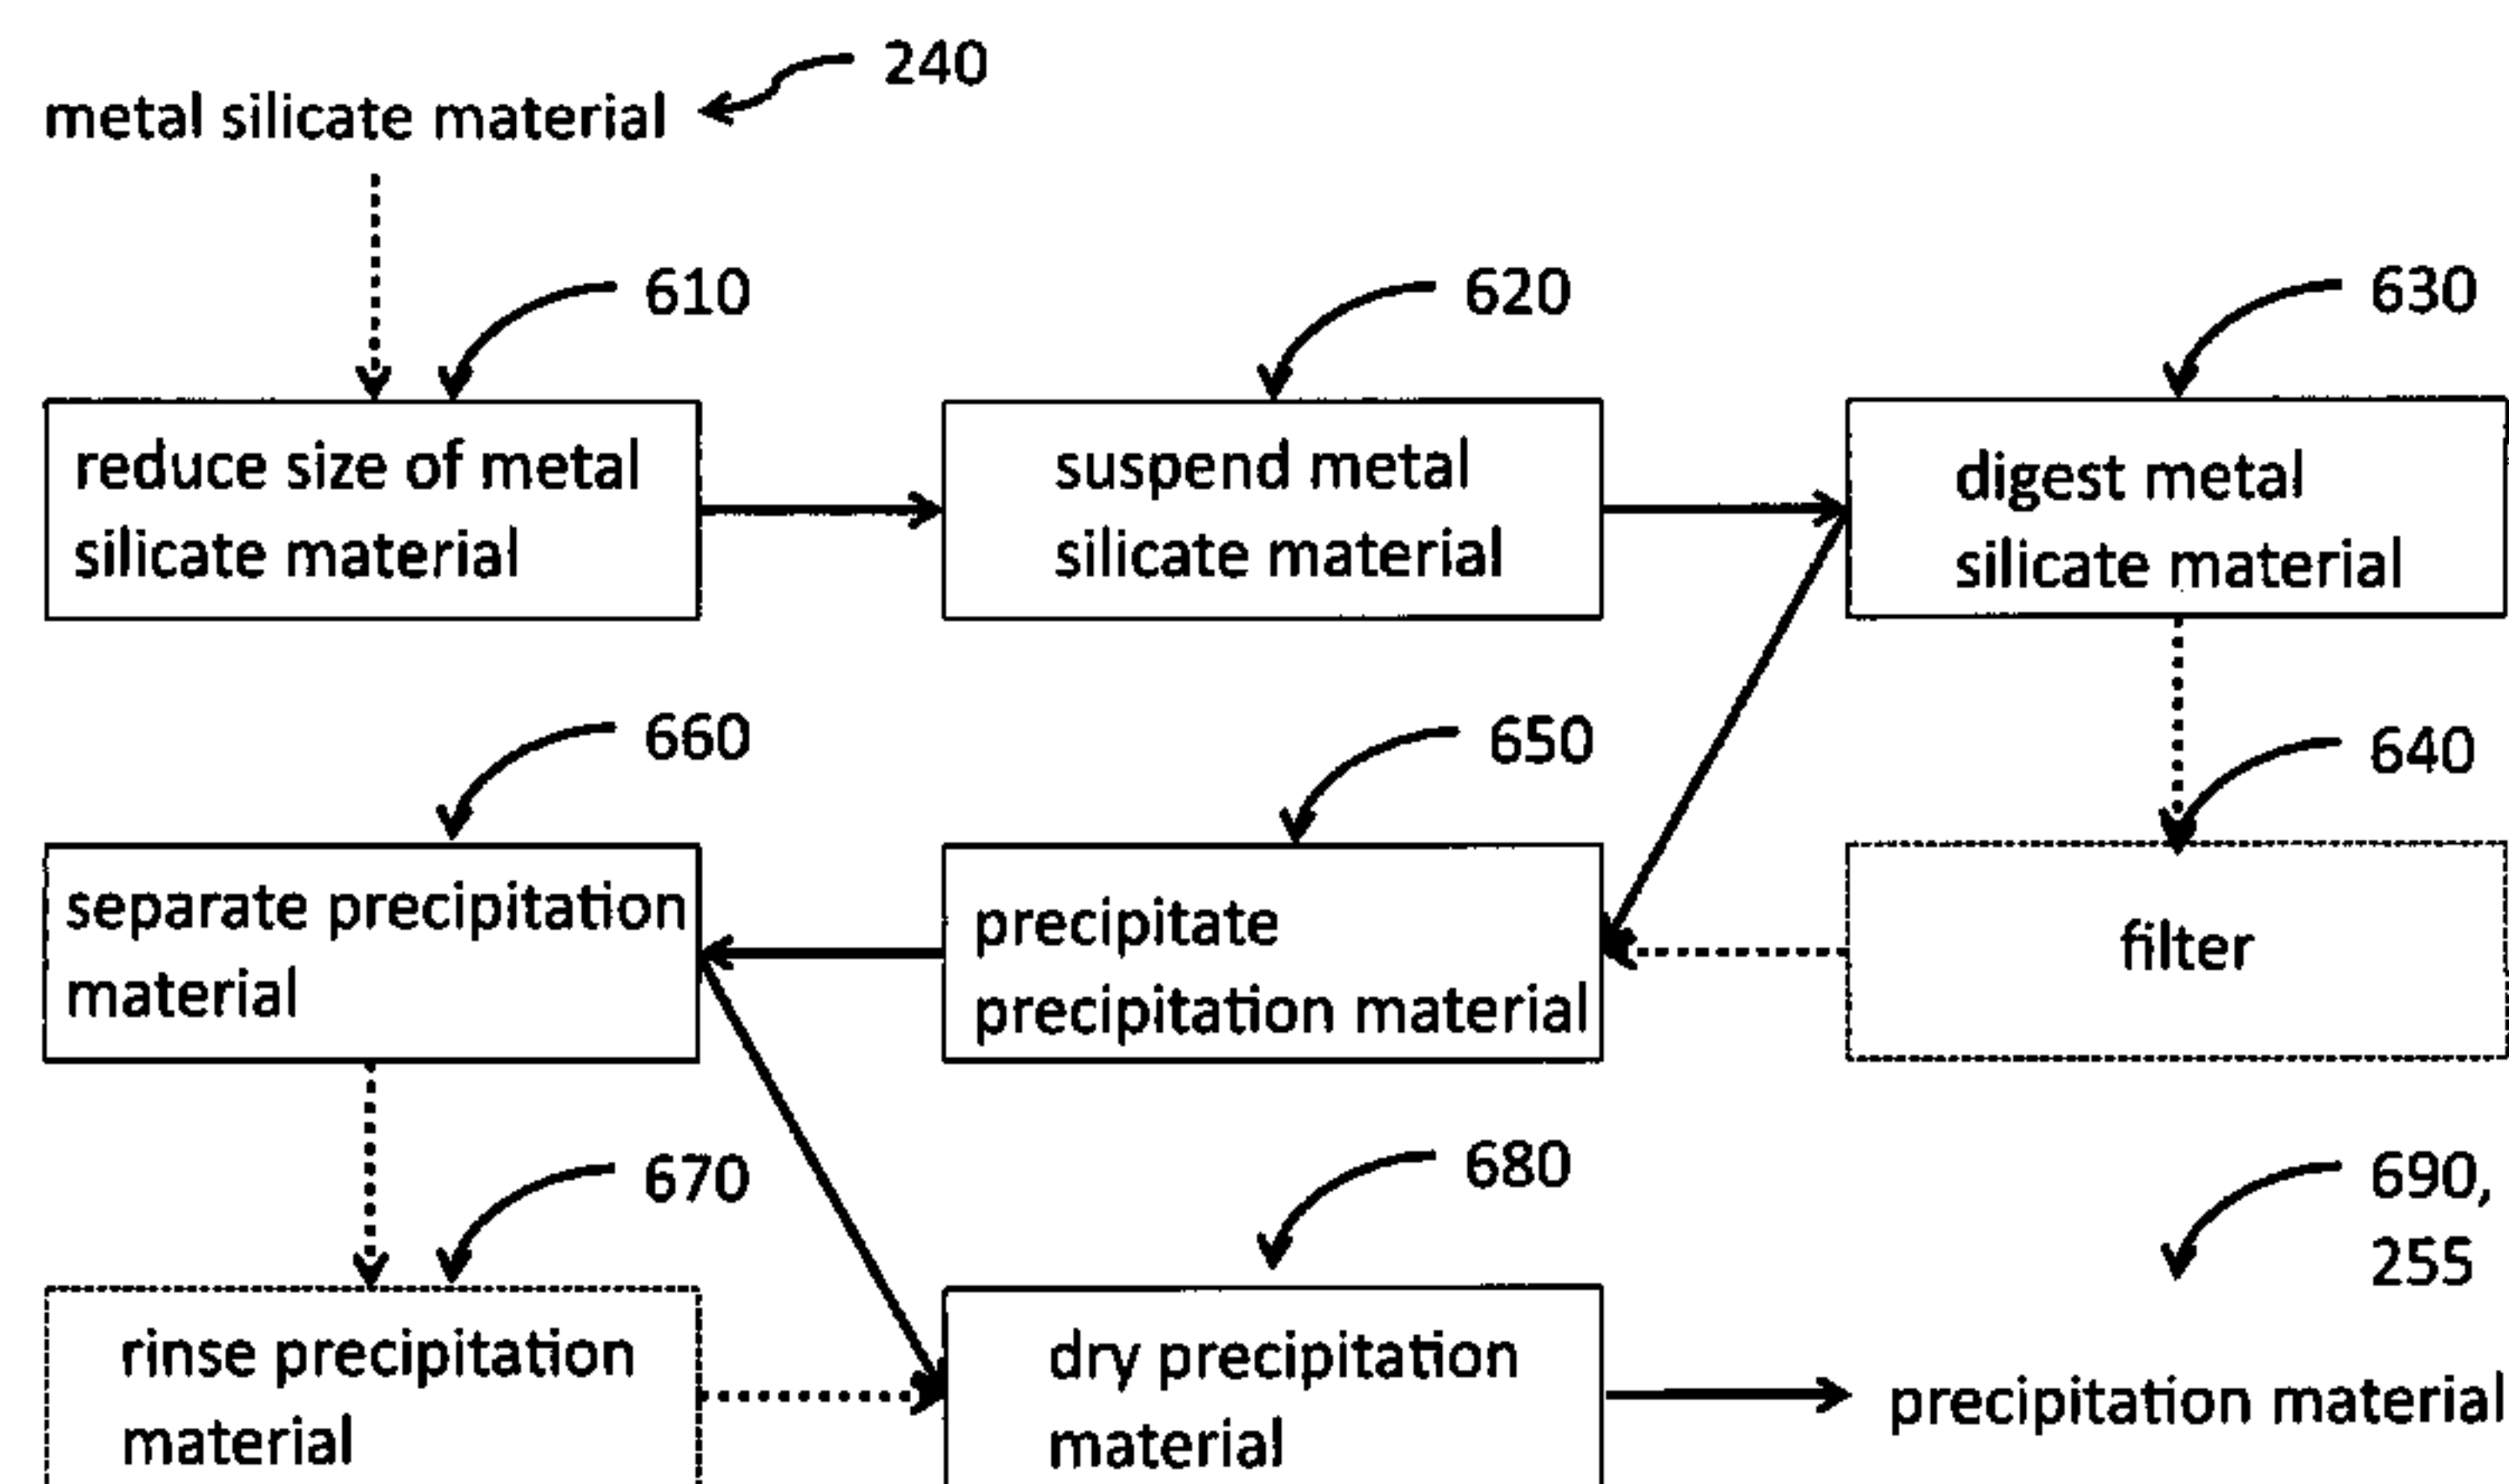 240
metal silicate material
610
620
630
reduce size of metal
silicate material
suspend metal
silicate material
digest metal
silicate material
660
650
640
separate precipitation
material
precipitate
precipitation material
filter
670
680
690,
255
rinse precipitation
material
dry precipitation
material
precipitation material